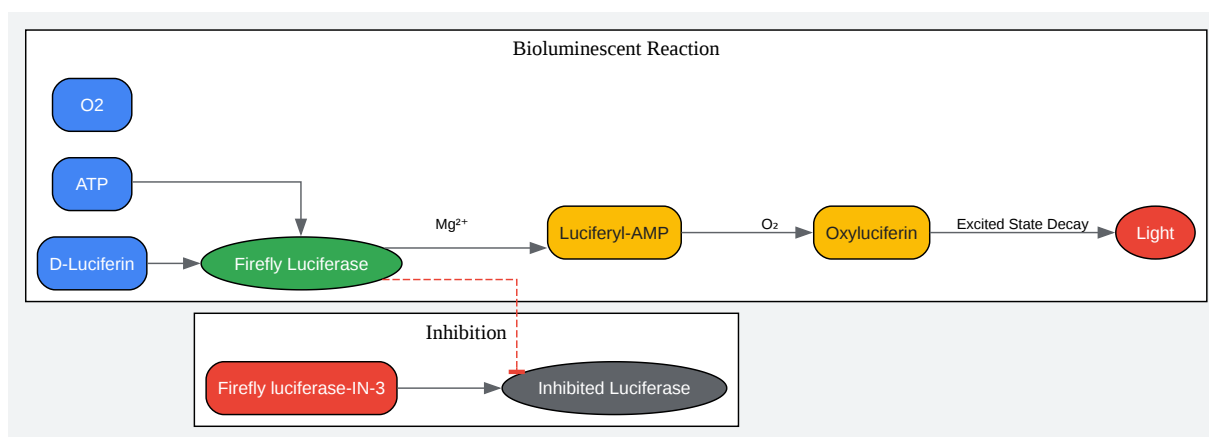 Bioluminescent Reaction
O2
ATP
D-Luciferin
Firefly Luciferase
Mg²⁺
Luciferyl-AMP
O₂
Oxyluciferin
Excited State Decay
Light
Inhibition
Firefly luciferase-IN-3
Inhibited Luciferase